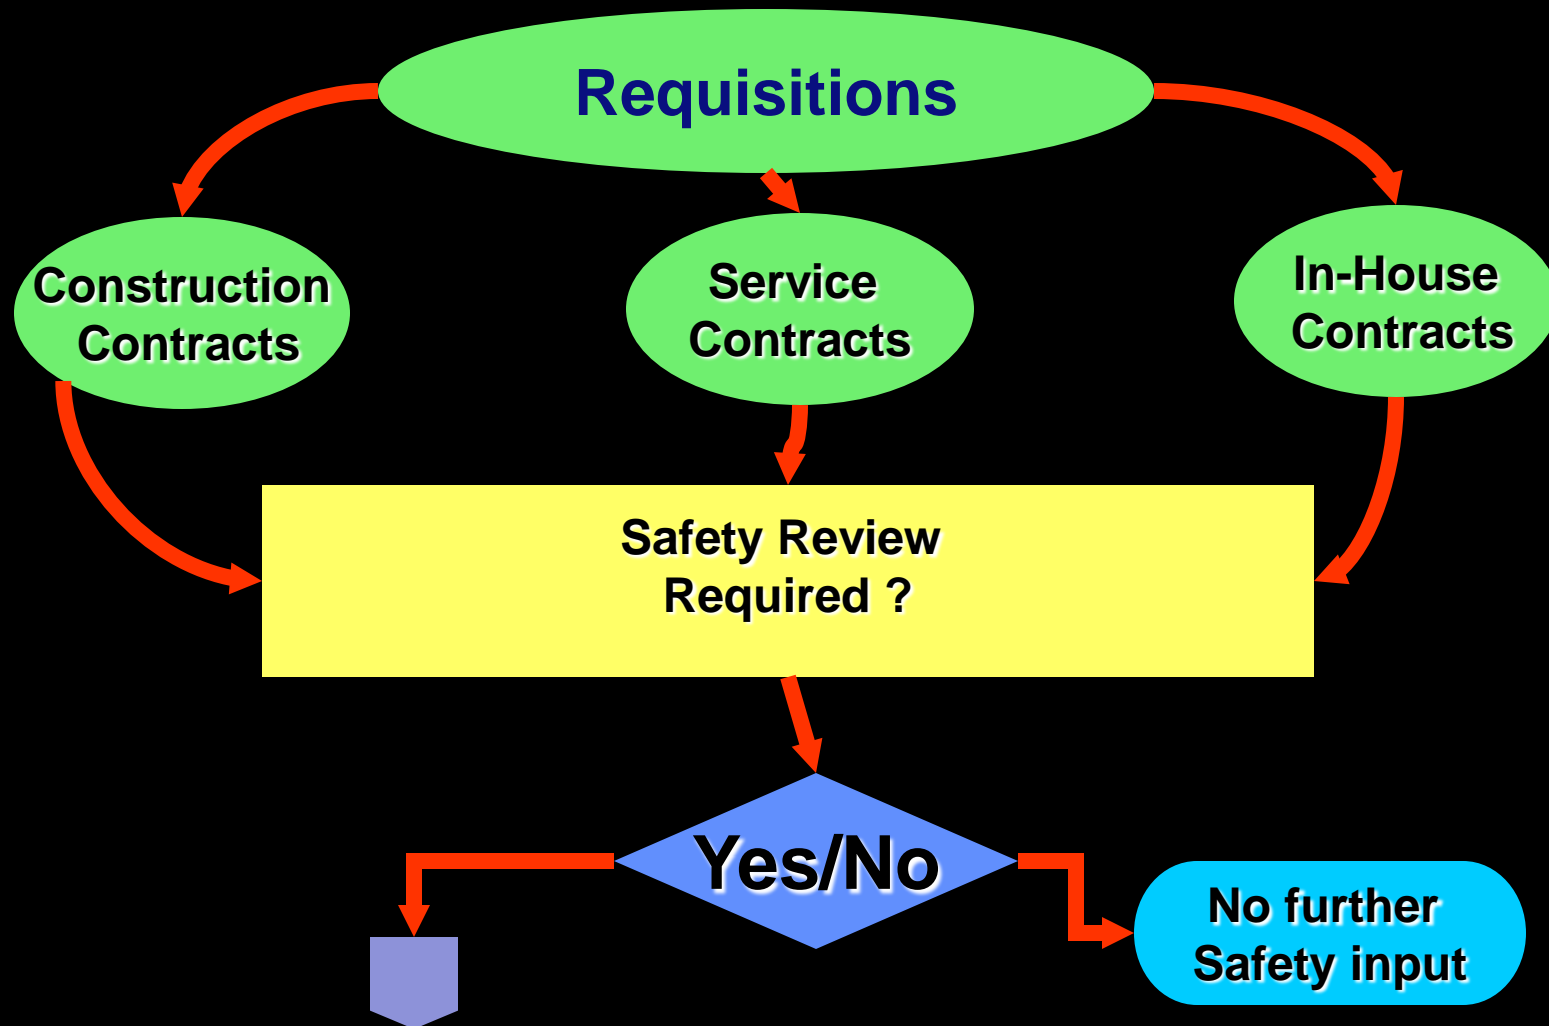 Requisitions
Construction
Contracts
Service
Contracts
In-House
Contracts
Safety Review
Required ?
Yes/No
No further
Safety input